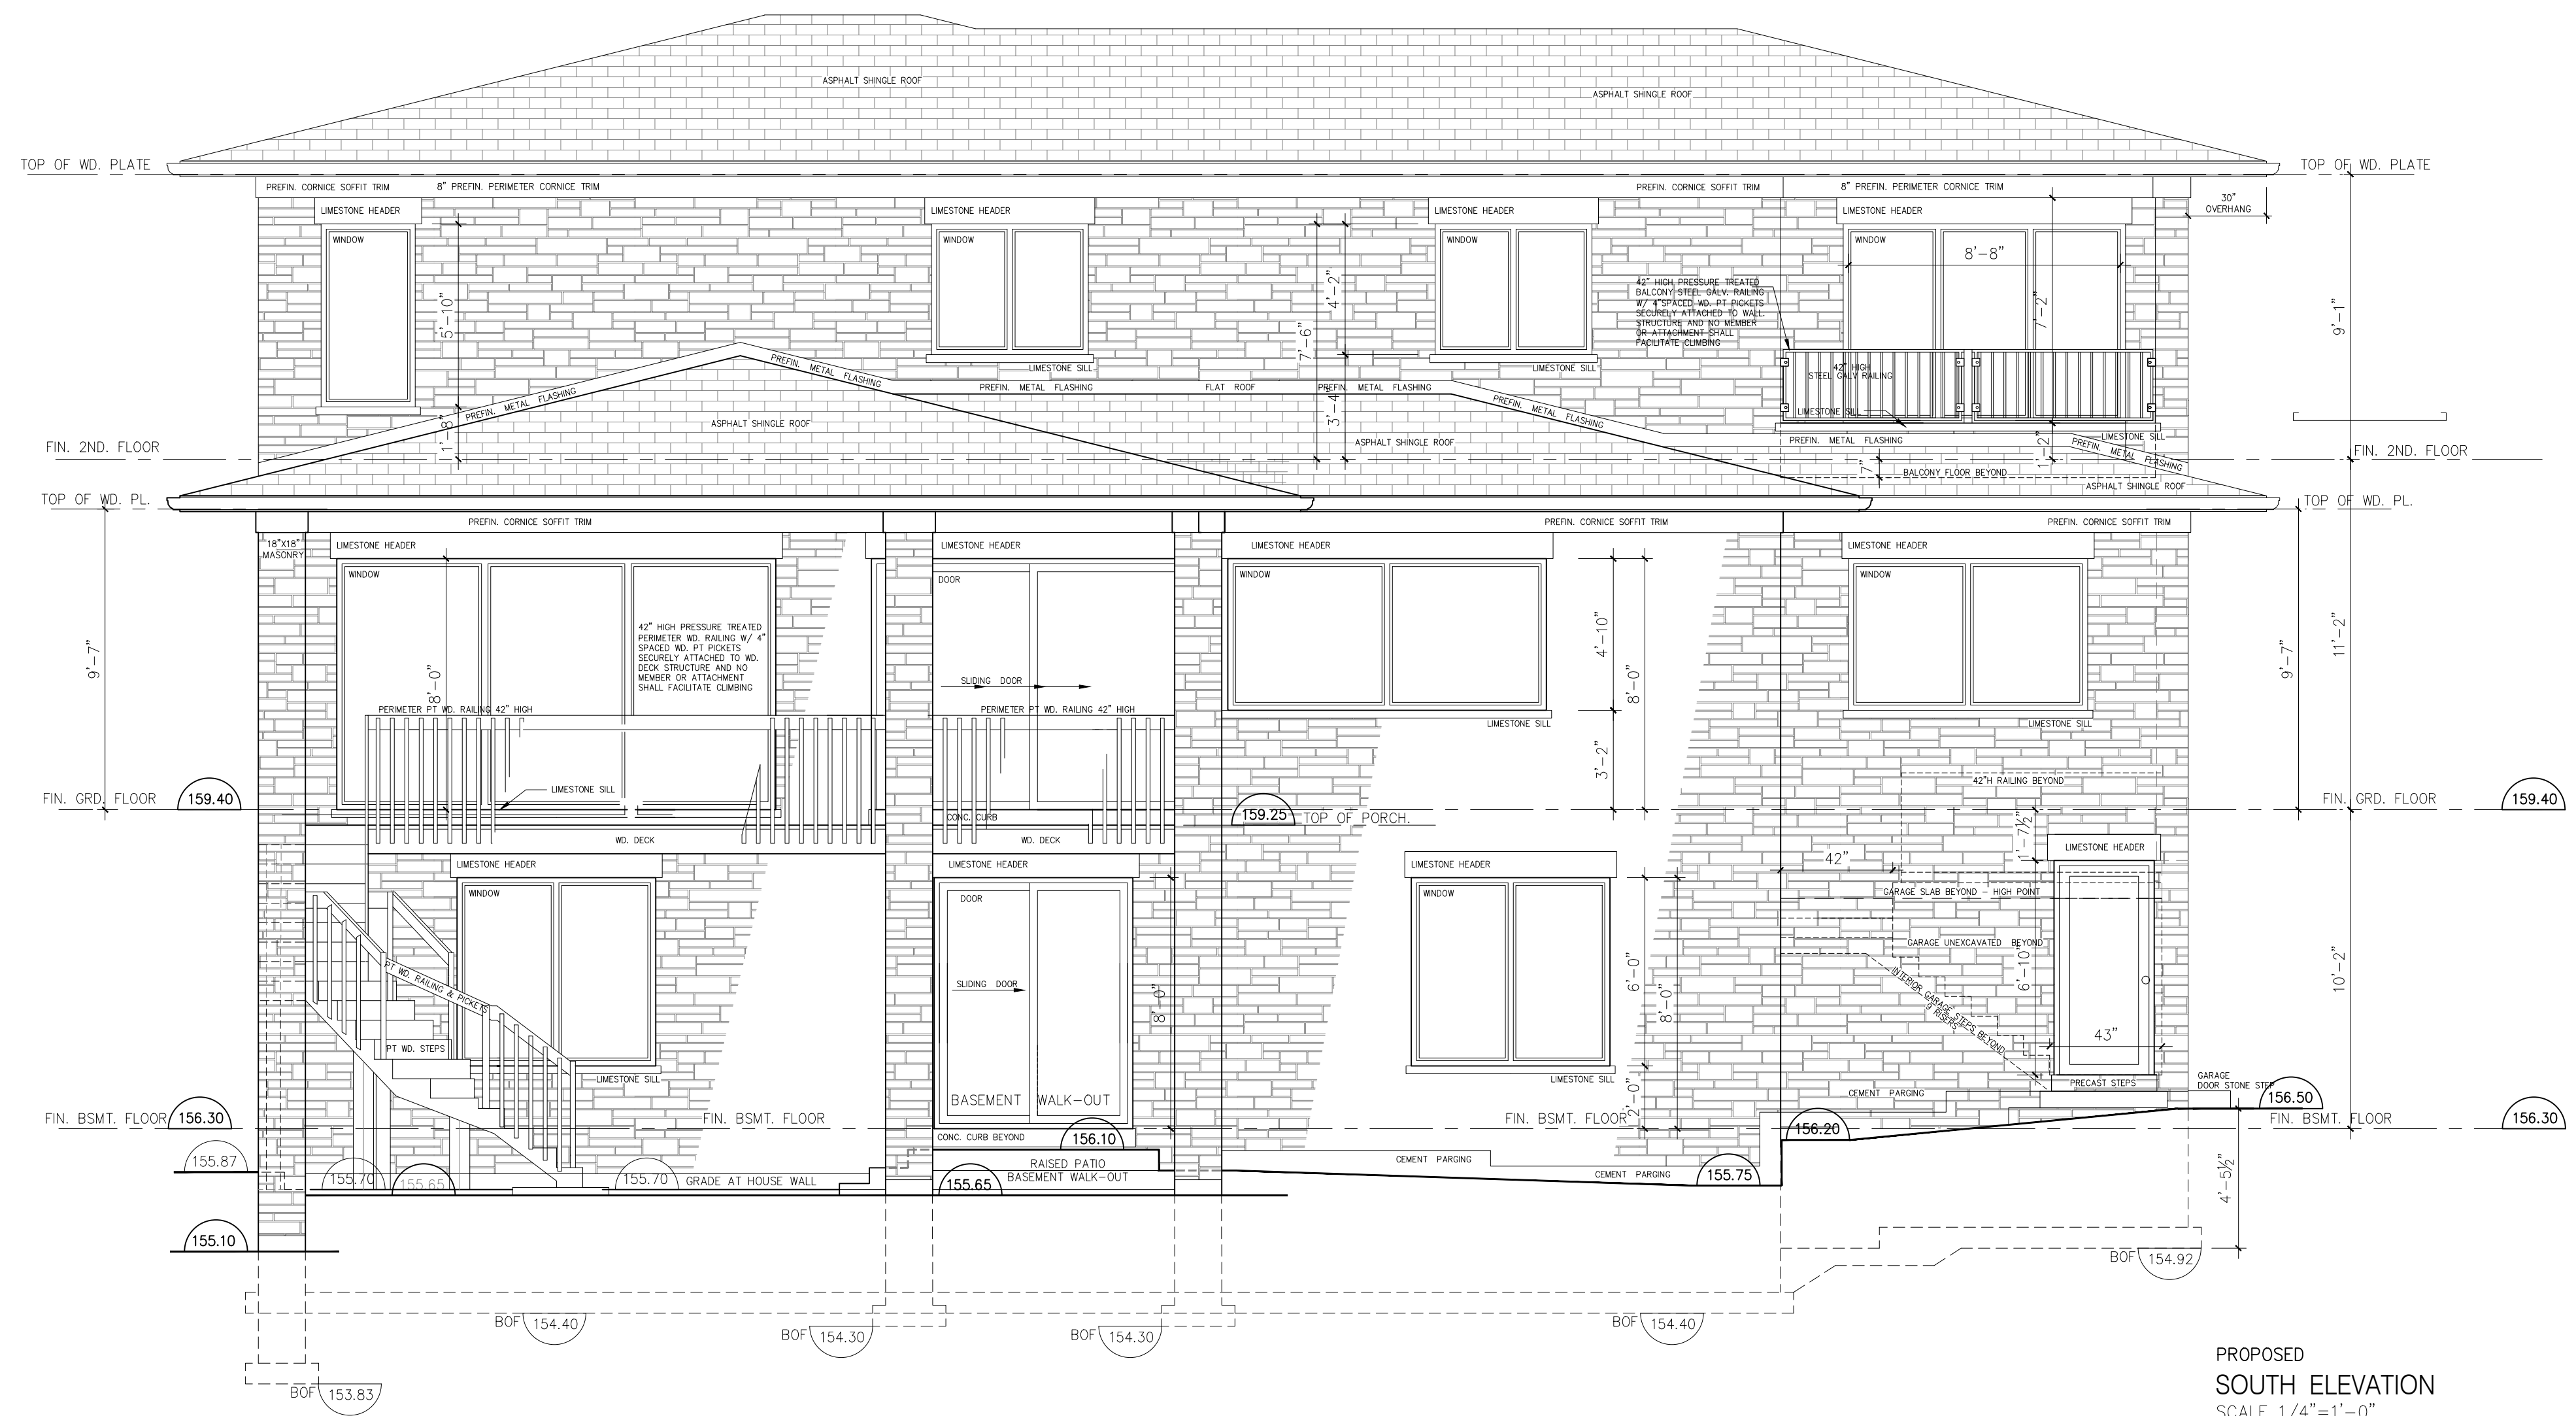 ASPHALT SHINGLE ROOF
ASPHALT SHINGLE ROOF
TOP OF WD. PLATE
TOP OF WD. PLATE
PREFIN. CORNICE SOFFIT TRIM
8" PREFIN. PERIMETER CORNICE TRIM
PREFIN. CORNICE SOFFIT TRIM
8" PREFIN. PERIMETER CORNICE TRIM
30"
OVERHANG
LIMESTONE HEADER
LIMESTONE HEADER
LIMESTONE HEADER
LIMESTONE HEADER
WINDOW
WINDOW
WINDOW
WINDOW
8'-8"
5'-10"
4'-2"
7'-6"
7'-2"
9'-1"
42" HIGH PRESSURE TREATED
BALCONY STEEL GALV. RAILING
W/ 4"SPACED WD. PT PICKETS
SECURELY ATTACHED TO WALL.
STRUCTURE AND NO MEMBER
OR ATTACHMENT SHALL
FACILITATE CLIMBING
LIMESTONE SILL
LIMESTONE SILL
42" HIGH
STEEL GALV RAILING
PREFIN. METAL FLASHING
PREFIN. METAL FLASHING
PREFIN. METAL FLASHING
FLAT ROOF
PREFIN. METAL FLASHING
PREFIN. METAL FLASHING
LIMESTONE SILL
1'-8"
3'-4"
1'-2"
ASPHALT SHINGLE ROOF
ASPHALT SHINGLE ROOF
PREFIN. METAL FLASHING
LIMESTONE SILL
PREFIN. METAL FLASHING
FIN. 2ND. FLOOR
FIN. 2ND. FLOOR
7"
BALCONY FLOOR BEYOND
ASPHALT SHINGLE ROOF
TOP OF WD. PL.
TOP OF WD. PL.
PREFIN. CORNICE SOFFIT TRIM
PREFIN. CORNICE SOFFIT TRIM
PREFIN. CORNICE SOFFIT TRIM
18"X18"
MASONRY
LIMESTONE HEADER
LIMESTONE HEADER
LIMESTONE HEADER
LIMESTONE HEADER
WINDOW
DOOR
WINDOW
WINDOW
42" HIGH PRESSURE TREATED
PERIMETER WD. RAILING W/ 4"
SPACED WD. PT PICKETS
SECURELY ATTACHED TO WD.
DECK STRUCTURE AND NO
MEMBER OR ATTACHMENT
SHALL FACILITATE CLIMBING
9'-7"
8'-0"
4'-10"
8'-0"
3'-2"
9'-7"
11'-2"
SLIDING DOOR
PERIMETER PT WD. RAILING 42" HIGH
PERIMETER PT WD. RAILING 42" HIGH
LIMESTONE SILL
LIMESTONE SILL
42"H RAILING BEYOND
LIMESTONE SILL
FIN. GRD. FLOOR
159.40
FIN. GRD. FLOOR
159.40
CONC. CURB
159.25
TOP OF PORCH.
WD. DECK
WD. DECK
1'-7½"
LIMESTONE HEADER
LIMESTONE HEADER
LIMESTONE HEADER
LIMESTONE HEADER
42"
WINDOW
DOOR
WINDOW
GARAGE SLAB BEYOND - HIGH POINT
GARAGE UNEXCAVATED BEYOND
INTERIOR GARAGE STEPS BEYOND
9 RISERS
6'-10"
PT WD. RAILING & PICKETS
SLIDING DOOR
8'-0"
6'-0"
8'-0"
10'-2"
PT WD. STEPS
43"
LIMESTONE SILL
LIMESTONE SILL
PRECAST STEPS
GARAGE
DOOR STONE STEP
CEMENT PARGING
156.50
BASEMENT WALK-OUT
2'-0"
FIN. BSMT. FLOOR
156.30
FIN. BSMT. FLOOR
FIN. BSMT. FLOOR
FIN. BSMT. FLOOR
156.30
156.20
CONC. CURB BEYOND
156.10
155.87
RAISED PATIO
BASEMENT WALK-OUT
CEMENT PARGING
CEMENT PARGING
155.70
155.65
155.70
GRADE AT HOUSE WALL
155.65
155.75
4'-5½"
155.10
BOF 154.92
BOF 154.40
BOF 154.30
BOF 154.30
BOF 154.40
BOF 153.83
PROPOSED
SOUTH ELEVATION
SCALE 1/4"=1'-0"